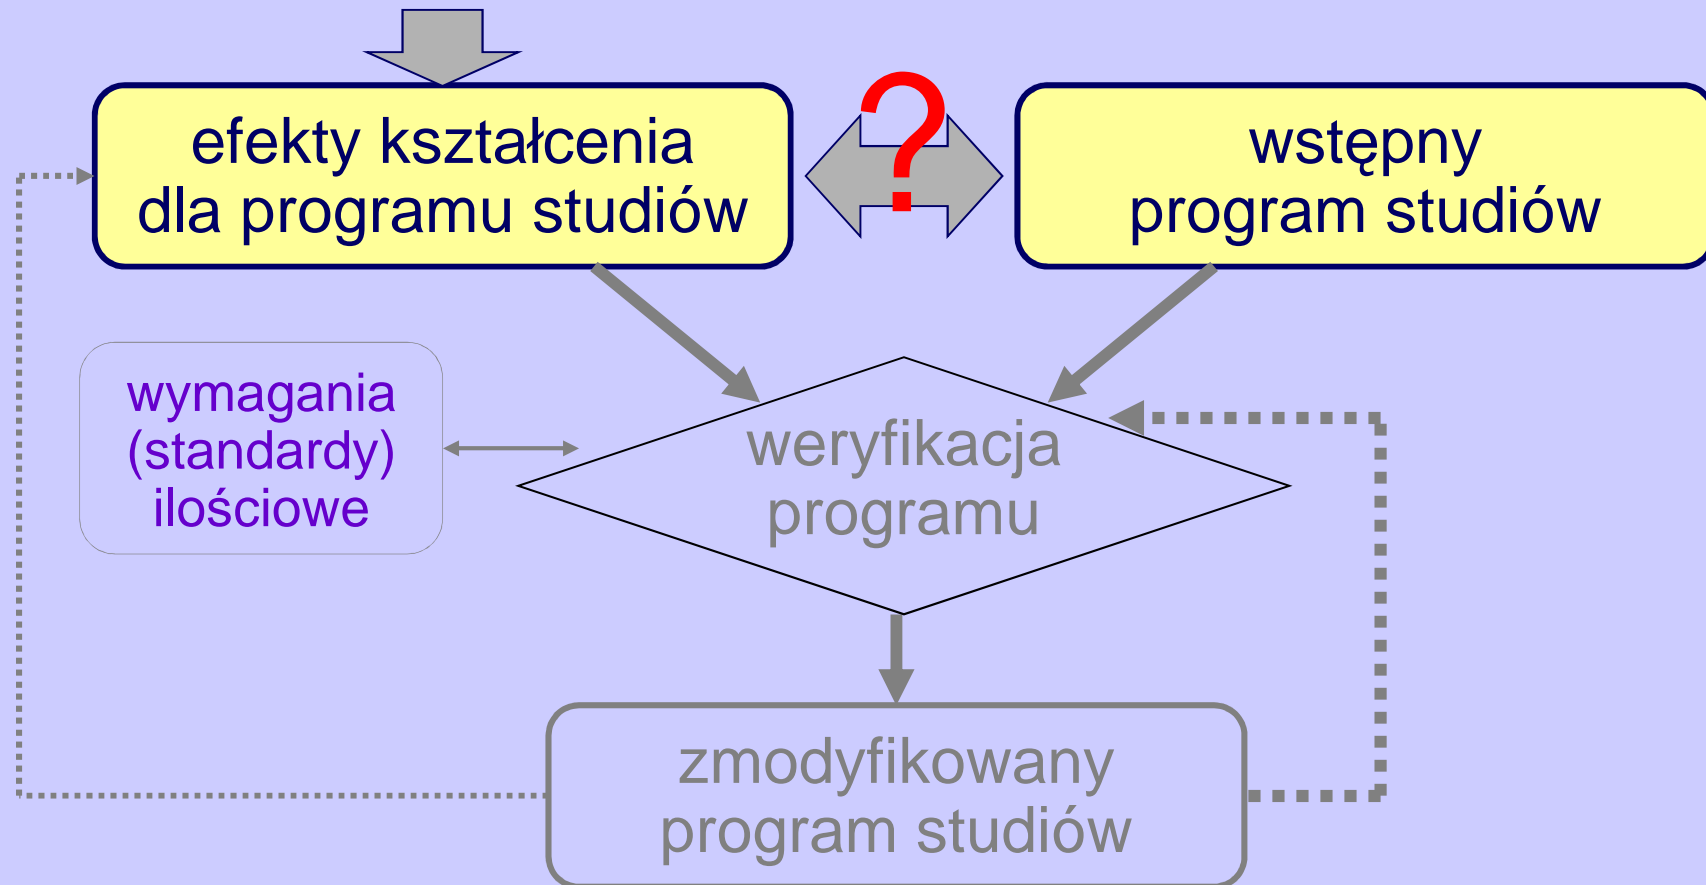 efekty kształcenia
dla programu studiów
?
wstępny
program studiów
wymagania
(standardy)
ilościowe
weryfikacja
programu
zmodyfikowany
program studiów